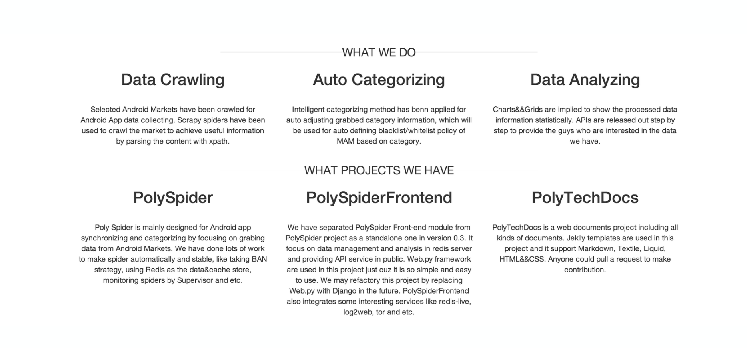 WHAT WE DO
Data Crawling
Selected Android Markets have been crawled for
Android App data collecting. Scrapy spiders have been
used to crawl the market to achieve useful information
by parsing the content with xpath.
Auto Categorizing
Intelligent categorizing method has benn applied for
auto adjusting grabbed category information, which will
be used for auto defining blacklist/whitelist policy of
MAM based on category.
Data Analyzing
Charts&&Grids are implied to show the processed data
information statistically. APIs are released out step by
step to provide the guys who are interested in the data
we have.
WHAT PROJECTS WE HAVE
PolySpider
Poly Spider is mainly designed for Android app
synchronizing and categorizing by focusing on grabing
data from Android Markets. We have done lots of work
to make spider automatically and stable, like taking BAN
strategy, using Redis as the data&cache store,
monitoring spiders by Supervisor and etc.
PolySpiderFrontend
We have separated PolySpider Front-end module from
PolySpider project as a standalone one in version 0.3. It
focus on data management and analysis in redis server
and providing API service in public. Web.py framework
are used in this project just cuz it is so simple and easy
to use. We may refactory this project by replacing
Web.py with Django in the future. PolySpiderFrontend
also integrates some interesting services like redis-live,
log2web, tor and etc.
PolyTechDocs
PolyTechDocs is a web documents project including all
kinds of documents. Jeklly templates are used in this
project and it support Markdown, Textile, Liquid,
HTML&&CSS. Anyone could pull a request to make
contribution.